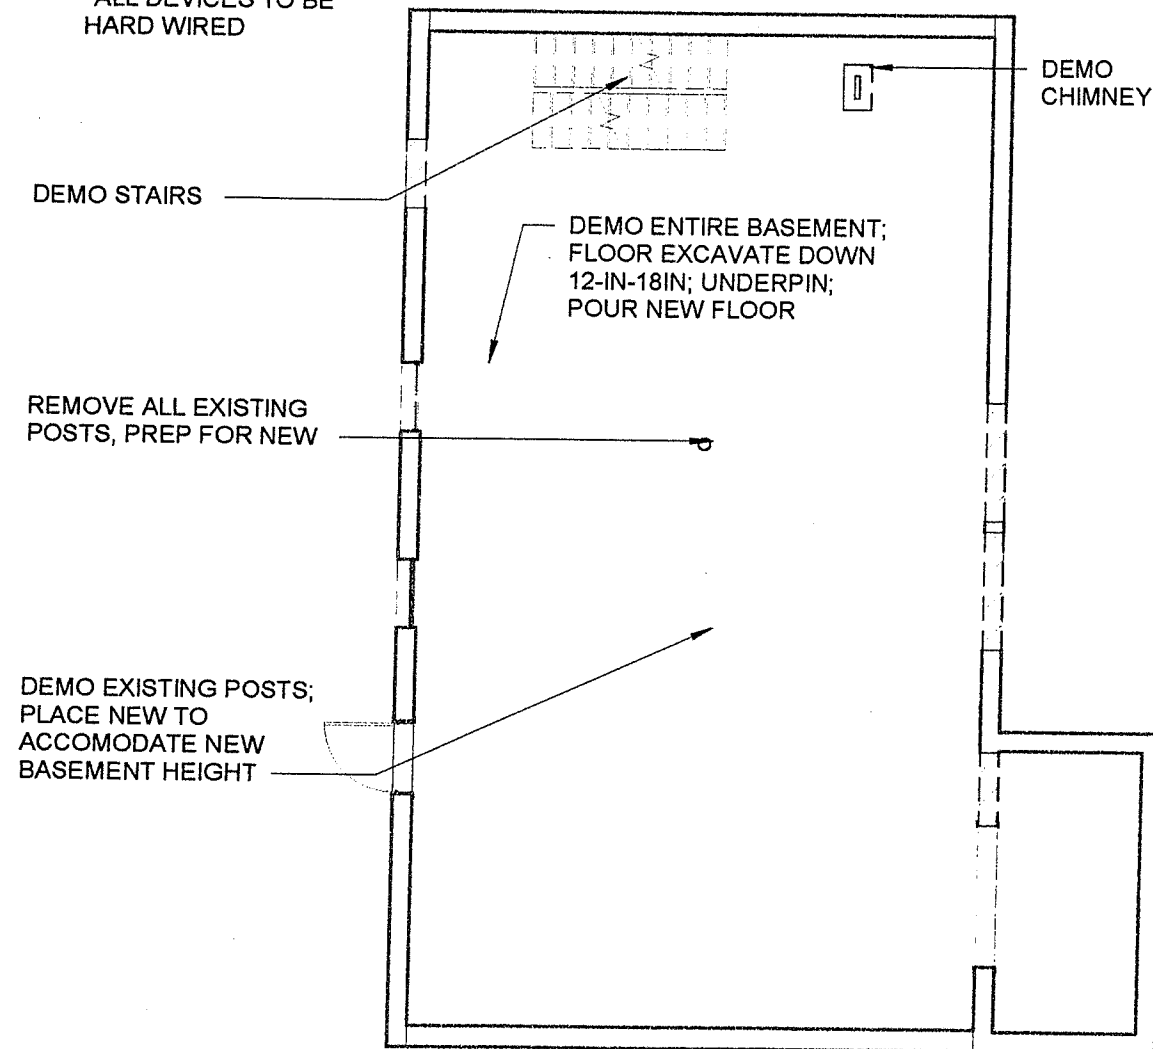 ALL DEVICES TO BE
HARD WIRED
DEMO
CHIMNEY
DEMO STAIRS
DEMO ENTIRE BASEMENT;
FLOOR EXCAVATE DOWN
12-IN-18IN; UNDERPIN;
POUR NEW FLOOR
REMOVE ALL EXISTING
POSTS, PREP FOR NEW
DEMO EXISTING POSTS;
PLACE NEW TO
ACCOMODATE NEW
BASEMENT HEIGHT